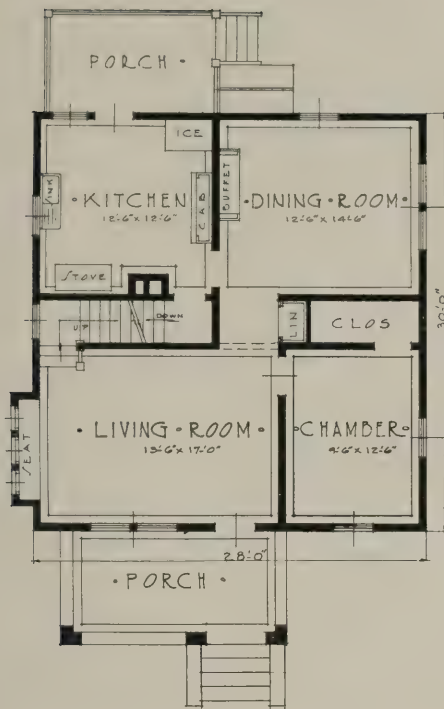 PORCH ·
ICE
· KITCHEN
12'-6" x 12'-6"
SINK
CAB
BUFFET
· DINING · ROOM ·
12'-6" x 14'-6"
STOVE
UP
DOWN
LIN
CLOS
30'-0"
· LIVING · ROOM ·
13'-6" x 17'-0"
· CHAMBER ·
9'-6" x 12'-6"
SEAT
28'-0"
· PORCH ·